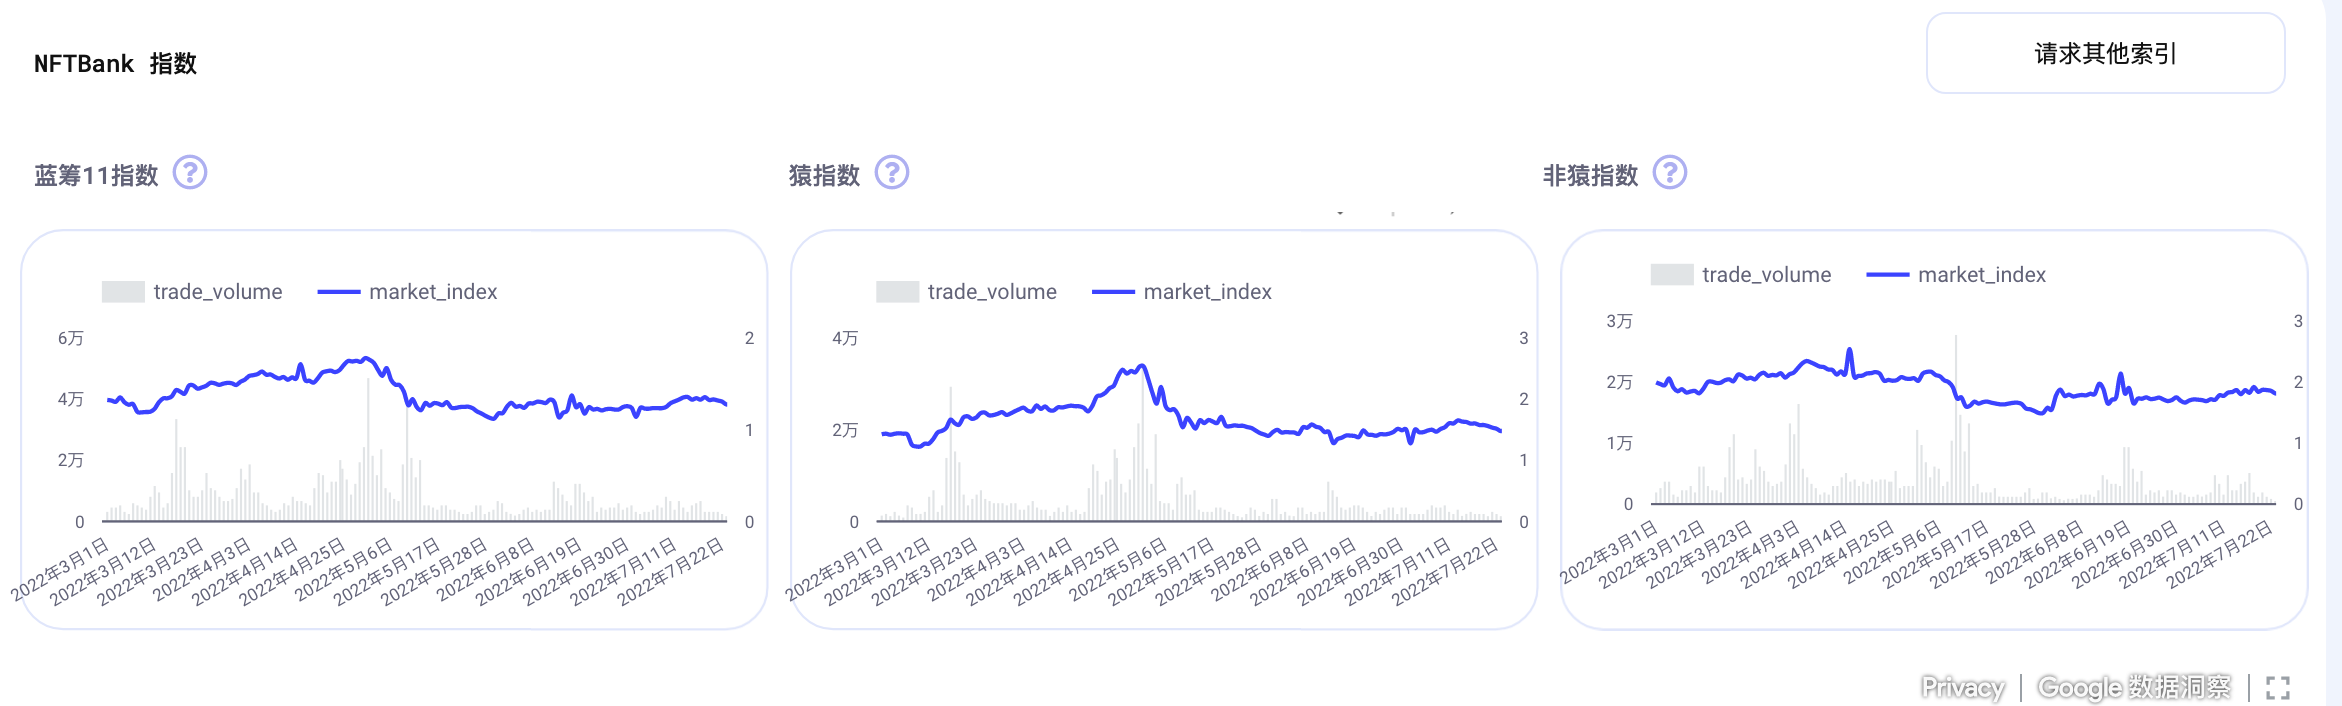 NFTBank 指数
请求其他索引
蓝筹11指数
猿指数
非猿指数
trade_volume market_index
6万
4万
2万
0
2
1
0
2022年3月1日
2022年3月12日
2022年3月23日
2022年4月3日
2022年4月14日
2022年4月25日
2022年5月6日
2022年5月17日
2022年5月28日
2022年6月8日
2022年6月19日
2022年6月30日
2022年7月11日
2022年7月22日
trade_volume market_index
4万
2万
0
3
2
1
0
2022年3月1日
2022年3月12日
2022年3月23日
2022年4月3日
2022年4月14日
2022年4月25日
2022年5月6日
2022年5月17日
2022年5月28日
2022年6月8日
2022年6月19日
2022年6月30日
2022年7月11日
2022年7月22日
trade_volume market_index
3万
2万
1万
0
3
2
1
0
2022年3月1日
2022年3月12日
2022年3月23日
2022年4月3日
2022年4月14日
2022年4月25日
2022年5月6日
2022年5月17日
2022年5月28日
2022年6月8日
2022年6月19日
2022年6月30日
2022年7月11日
2022年7月22日
Privacy | Google 数据洞察